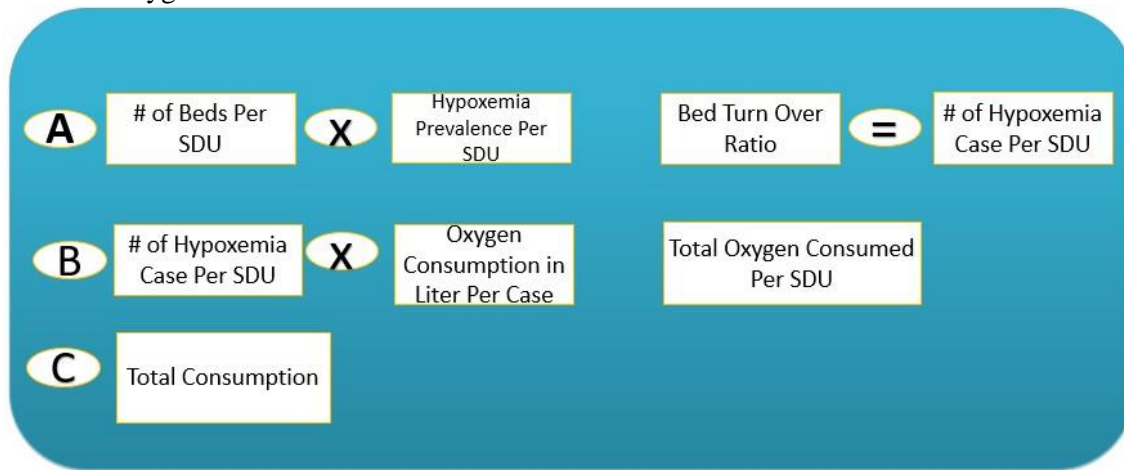 A
# of Beds Per
SDU
X
Hypoxemia
Prevalence Per
SDU
Bed Turn Over
Ratio
=
# of Hypoxemia
Case Per SDU
B
# of Hypoxemia
Case Per SDU
X
Oxygen
Consumption in
Liter Per Case
Total Oxygen Consumed
Per SDU
C
Total Consumption